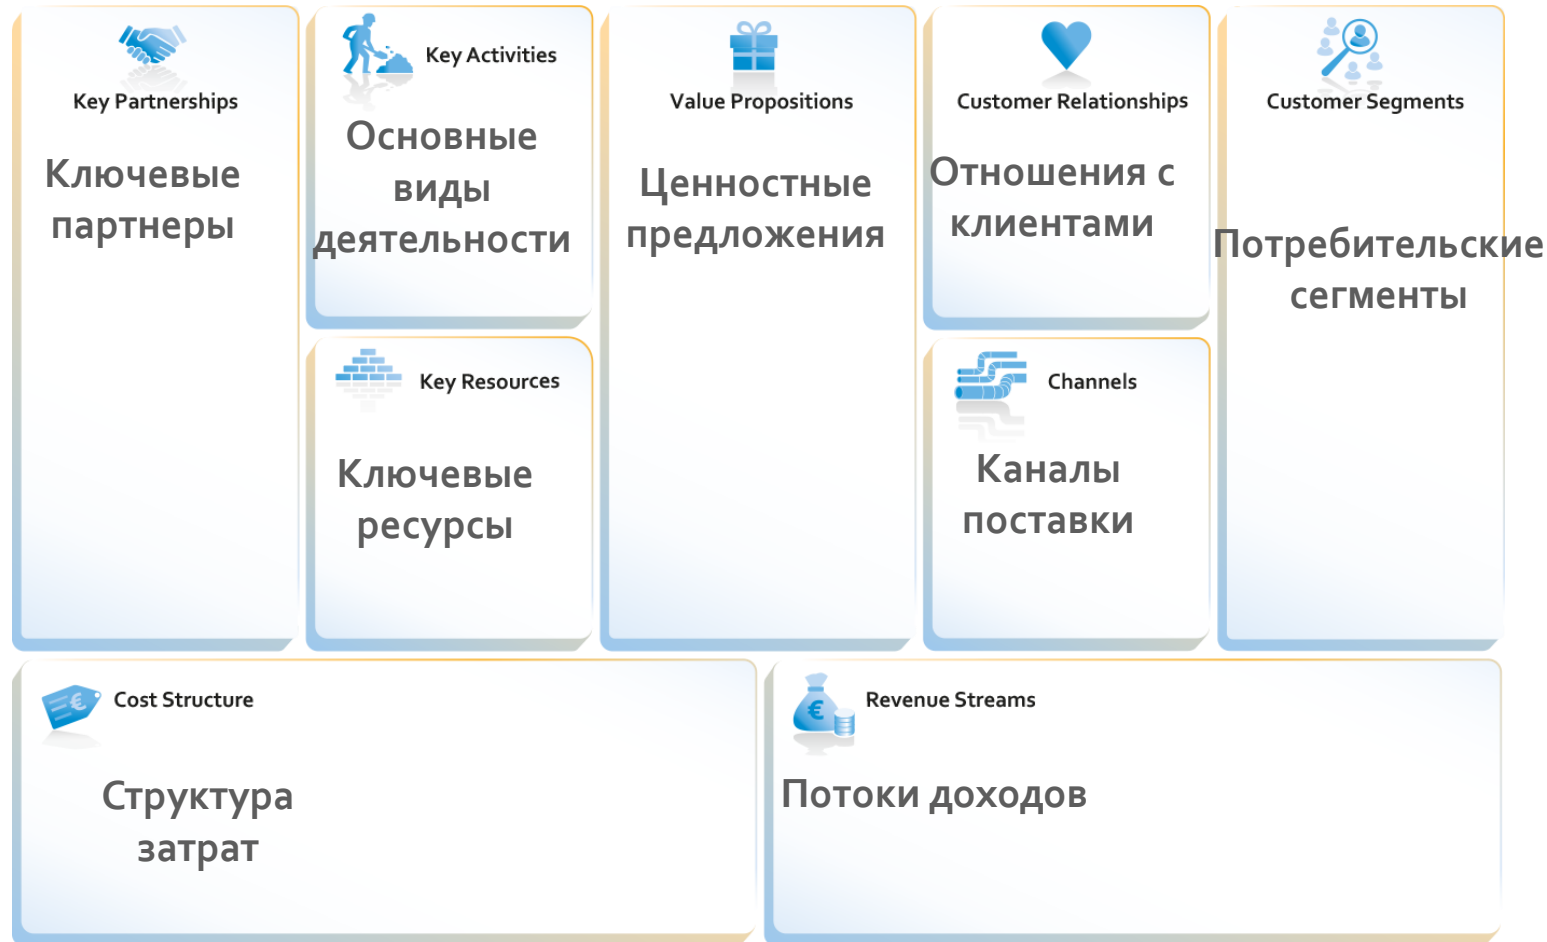 Key Partnerships
Ключевые
партнеры
Key Activities
Основные
виды
деятельности
Key Resources
Ключевые
ресурсы
Value Propositions
Ценностные
предложения
Customer Relationships
Отношения с
клиентами
Channels
Каналы
поставки
Customer Segments
Потребительские
сегменты
Cost Structure
Структура
затрат
Revenue Streams
Потоки доходов